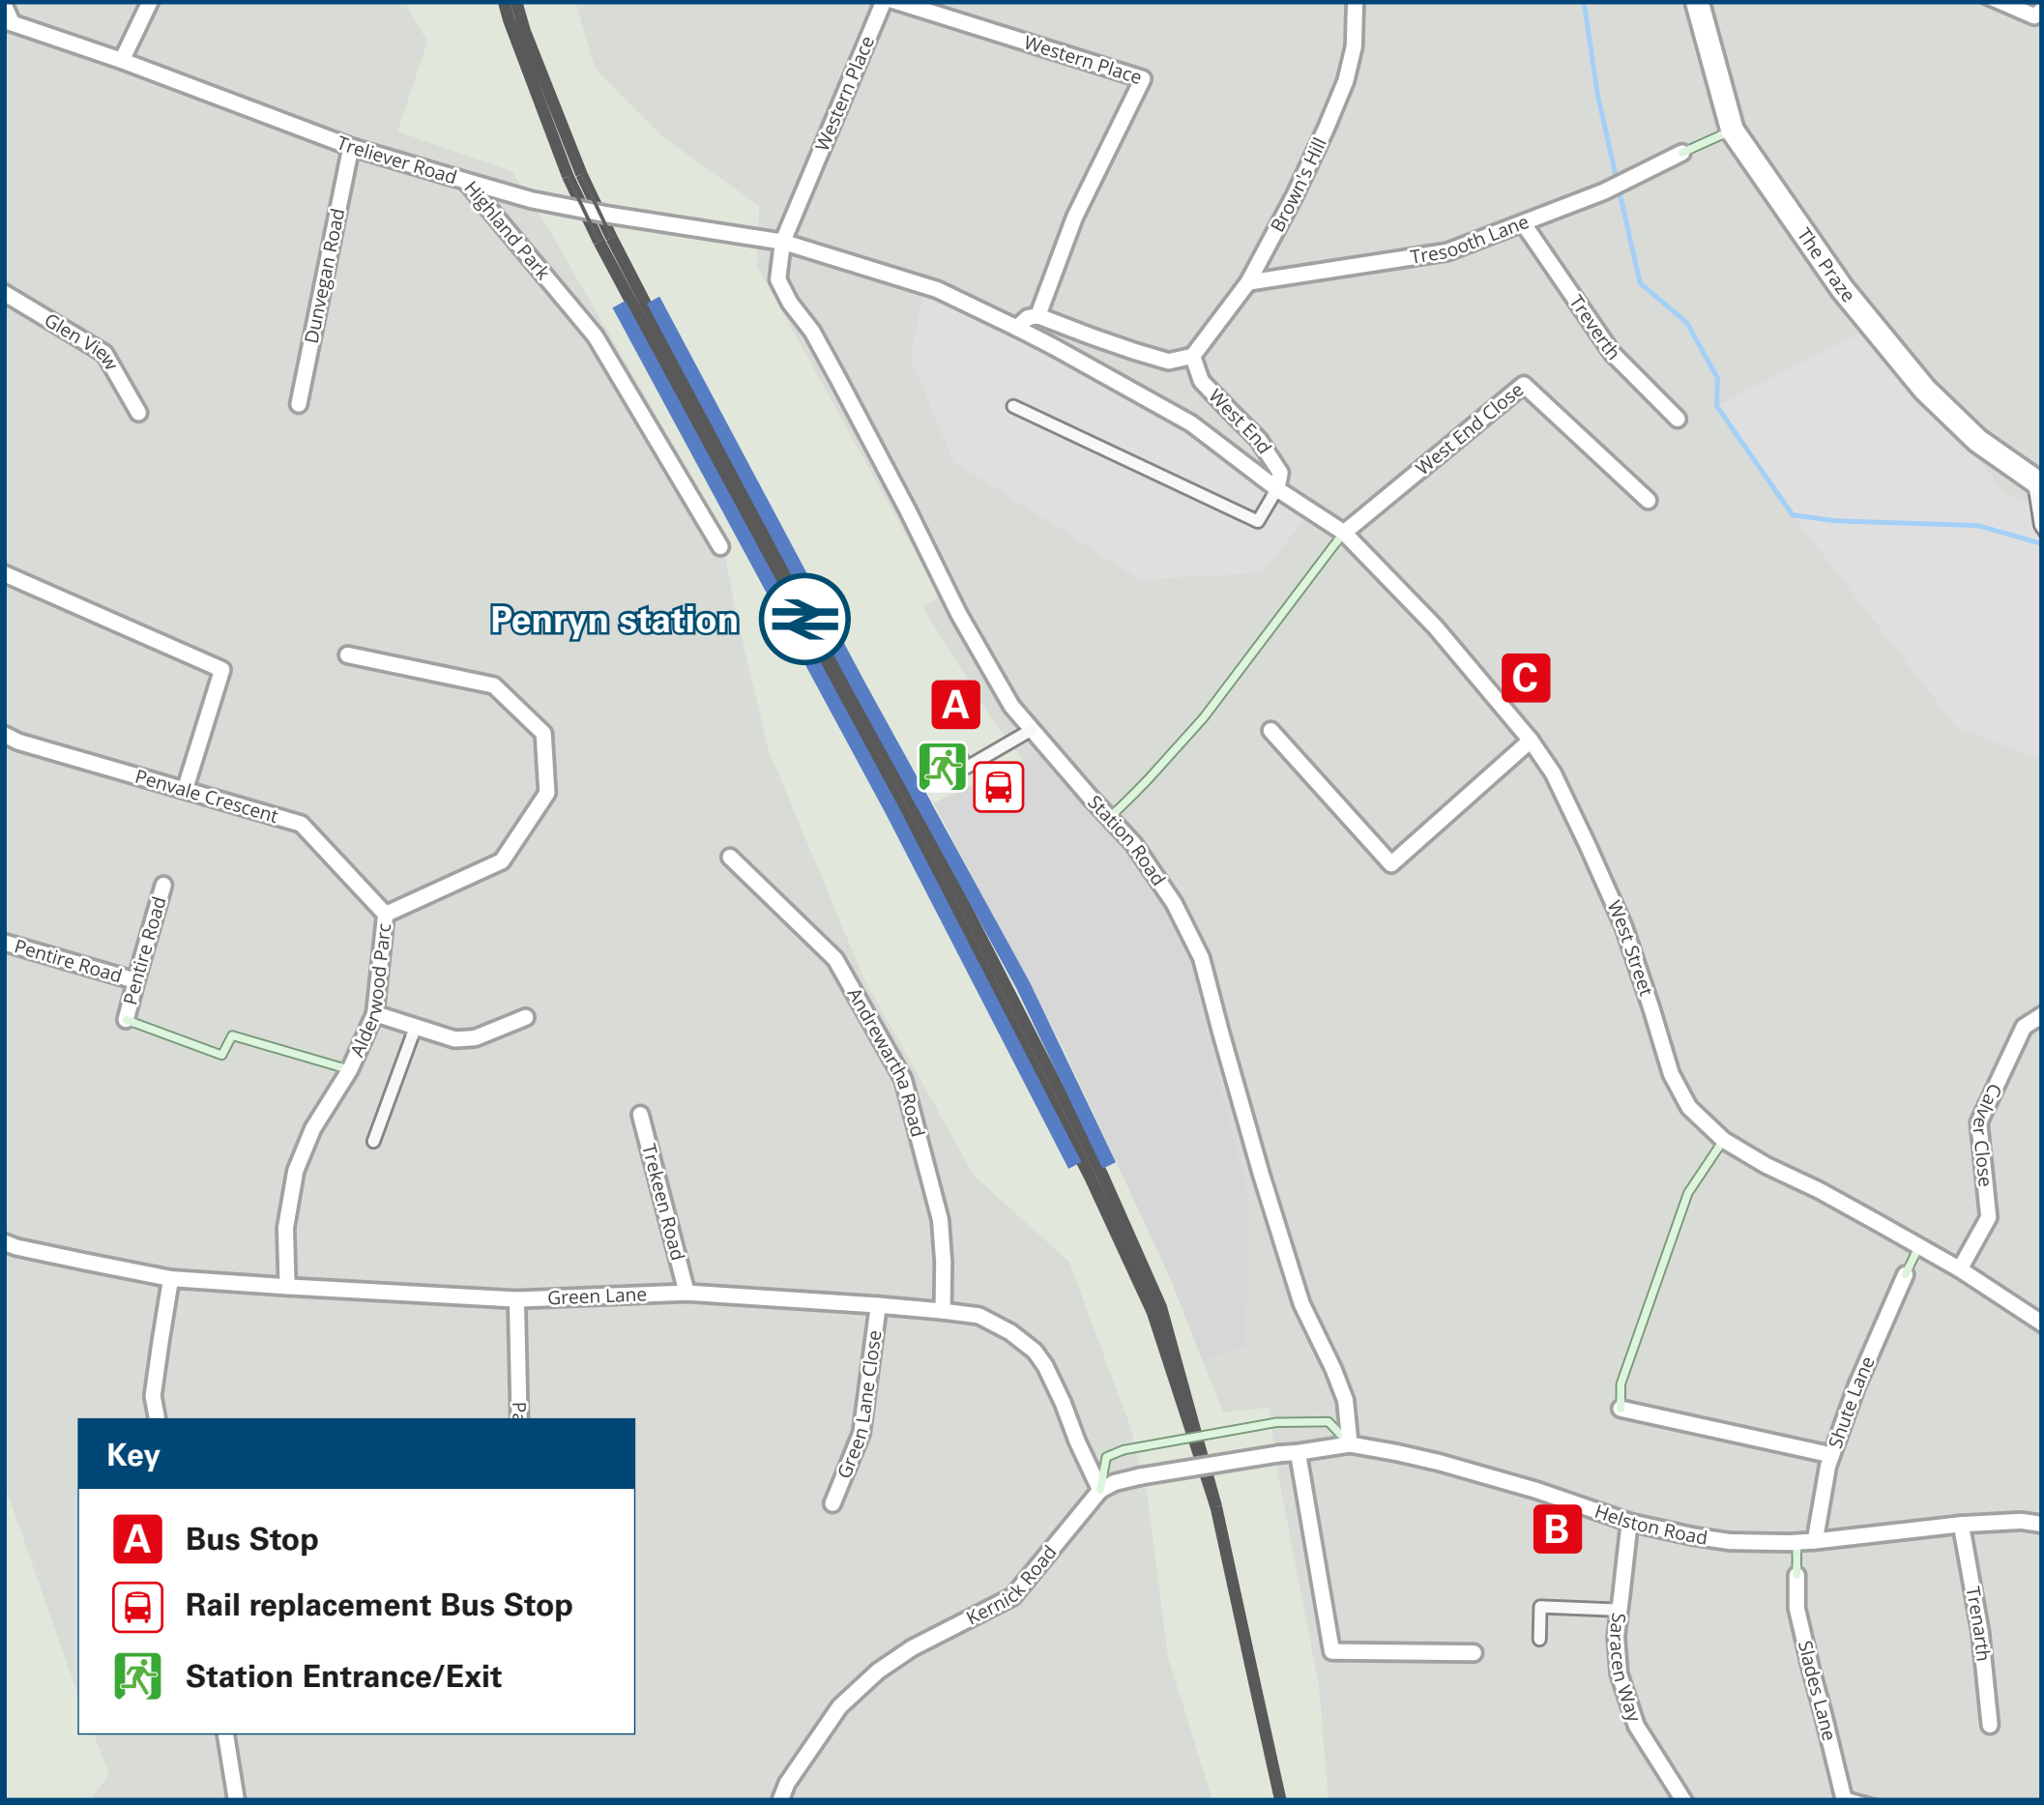 Western Place
Western Place
Treliever Road
Highland Park
Dunvegan Road
Glen View
Brown's Hill
Tresooth Lane
The Praze
Treverth
West End
West End Close
Penryn station
A
C
Station Road
Penvale Crescent
Pentire Road
Pentire Road
Alderwood Parc
Andrewartha Road
West Street
Calver Close
Trekeen Road
Green Lane
Green Lane Close
Shute Lane
Pa
Helston Road
B
Kernick Road
Saracen Way
Slades Lane
Trenarth
Key
A Bus Stop
Rail replacement Bus Stop
Station Entrance/Exit